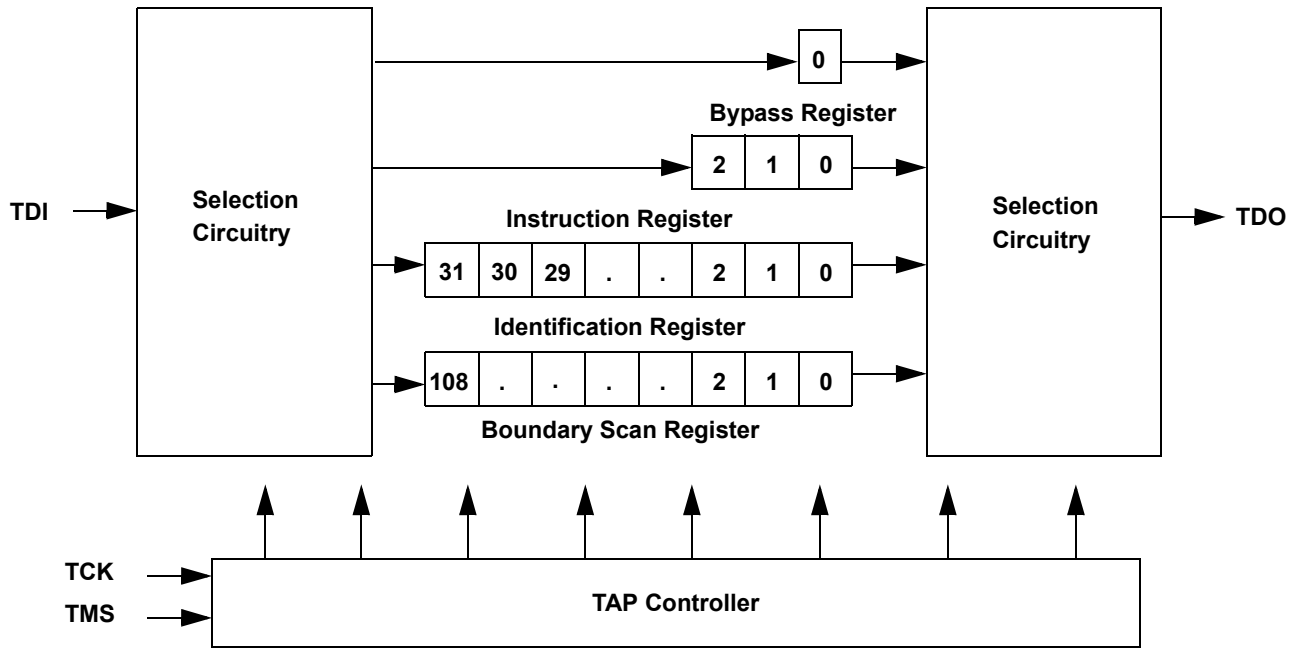 0
Bypass Register
2 1 0
TDI
Selection
Circuitry
Selection
Circuitry
TDO
Instruction Register
31 30 29 . . 2 1 0
Identification Register
108 . . . . 2 1 0
Boundary Scan Register
TCK
TMS
TAP Controller